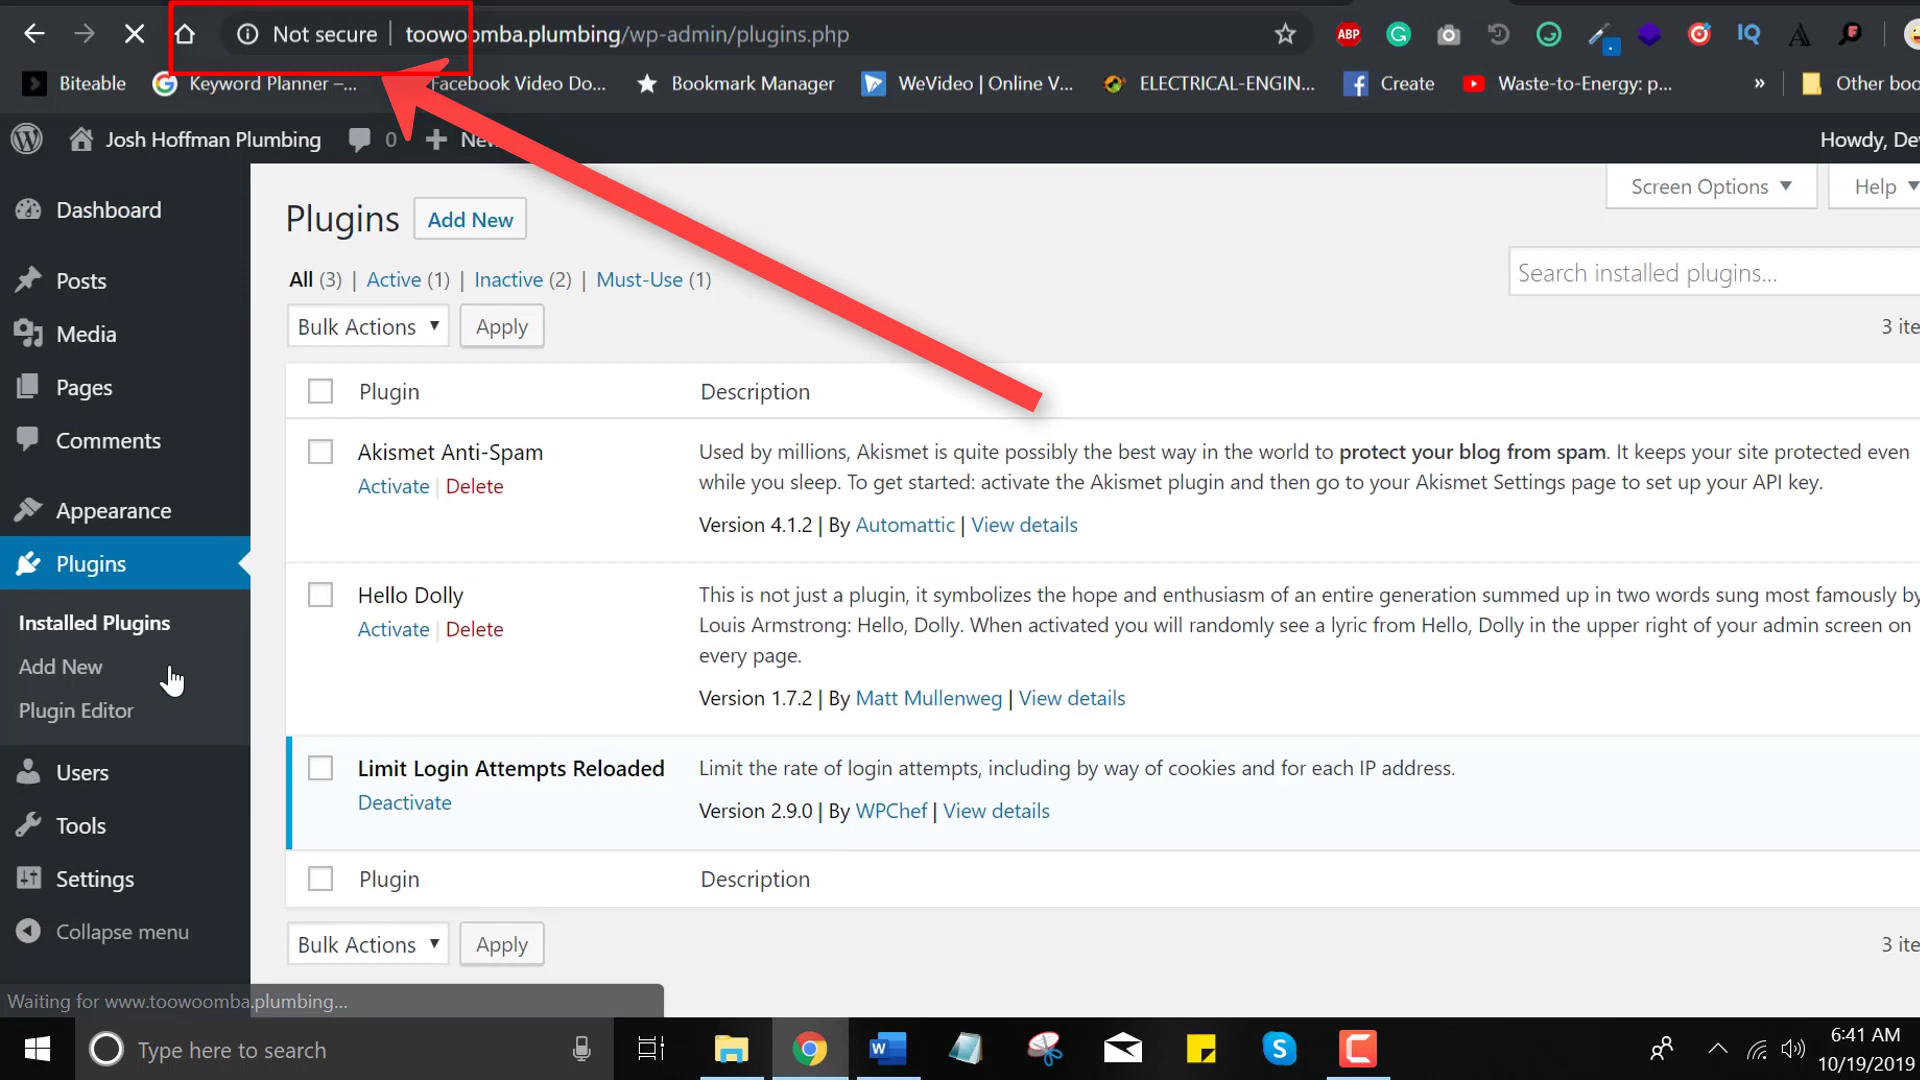 Not secure | toowoomba.plumbing/wp-admin/plugins.php
ABP
IQ
Biteable Keyword Planner –... Facebook Video Do... Bookmark Manager WeVideo | Online V... ELECTRICAL-ENGIN... Create Waste-to-Energy: p... » Other boo
Josh Hoffman Plumbing 0 + New
Howdy, De
Dashboard
Posts
Media
Pages
Comments
Appearance
Plugins
Installed Plugins
Add New
Plugin Editor
Users
Tools
Settings
Collapse menu
Screen Options ▼ Help ▼
Plugins Add New
All (3) | Active (1) | Inactive (2) | Must-Use (1)
Search installed plugins...
Bulk Actions ▼ Apply
3 ite
Plugin Description
Akismet Anti-Spam
Activate | Delete
Used by millions, Akismet is quite possibly the best way in the world to protect your blog from spam. It keeps your site protected even
while you sleep. To get started: activate the Akismet plugin and then go to your Akismet Settings page to set up your API key.
Version 4.1.2 | By Automattic | View details
Hello Dolly
Activate | Delete
This is not just a plugin, it symbolizes the hope and enthusiasm of an entire generation summed up in two words sung most famously by
Louis Armstrong: Hello, Dolly. When activated you will randomly see a lyric from Hello, Dolly in the upper right of your admin screen on
every page.
Version 1.7.2 | By Matt Mullenweg | View details
Limit Login Attempts Reloaded
Deactivate
Limit the rate of login attempts, including by way of cookies and for each IP address.
Version 2.9.0 | By WPChef | View details
Plugin Description
Bulk Actions ▼ Apply
3 ite
Waiting for www.toowoomba.plumbing...
Type here to search
6:41 AM
10/19/2019